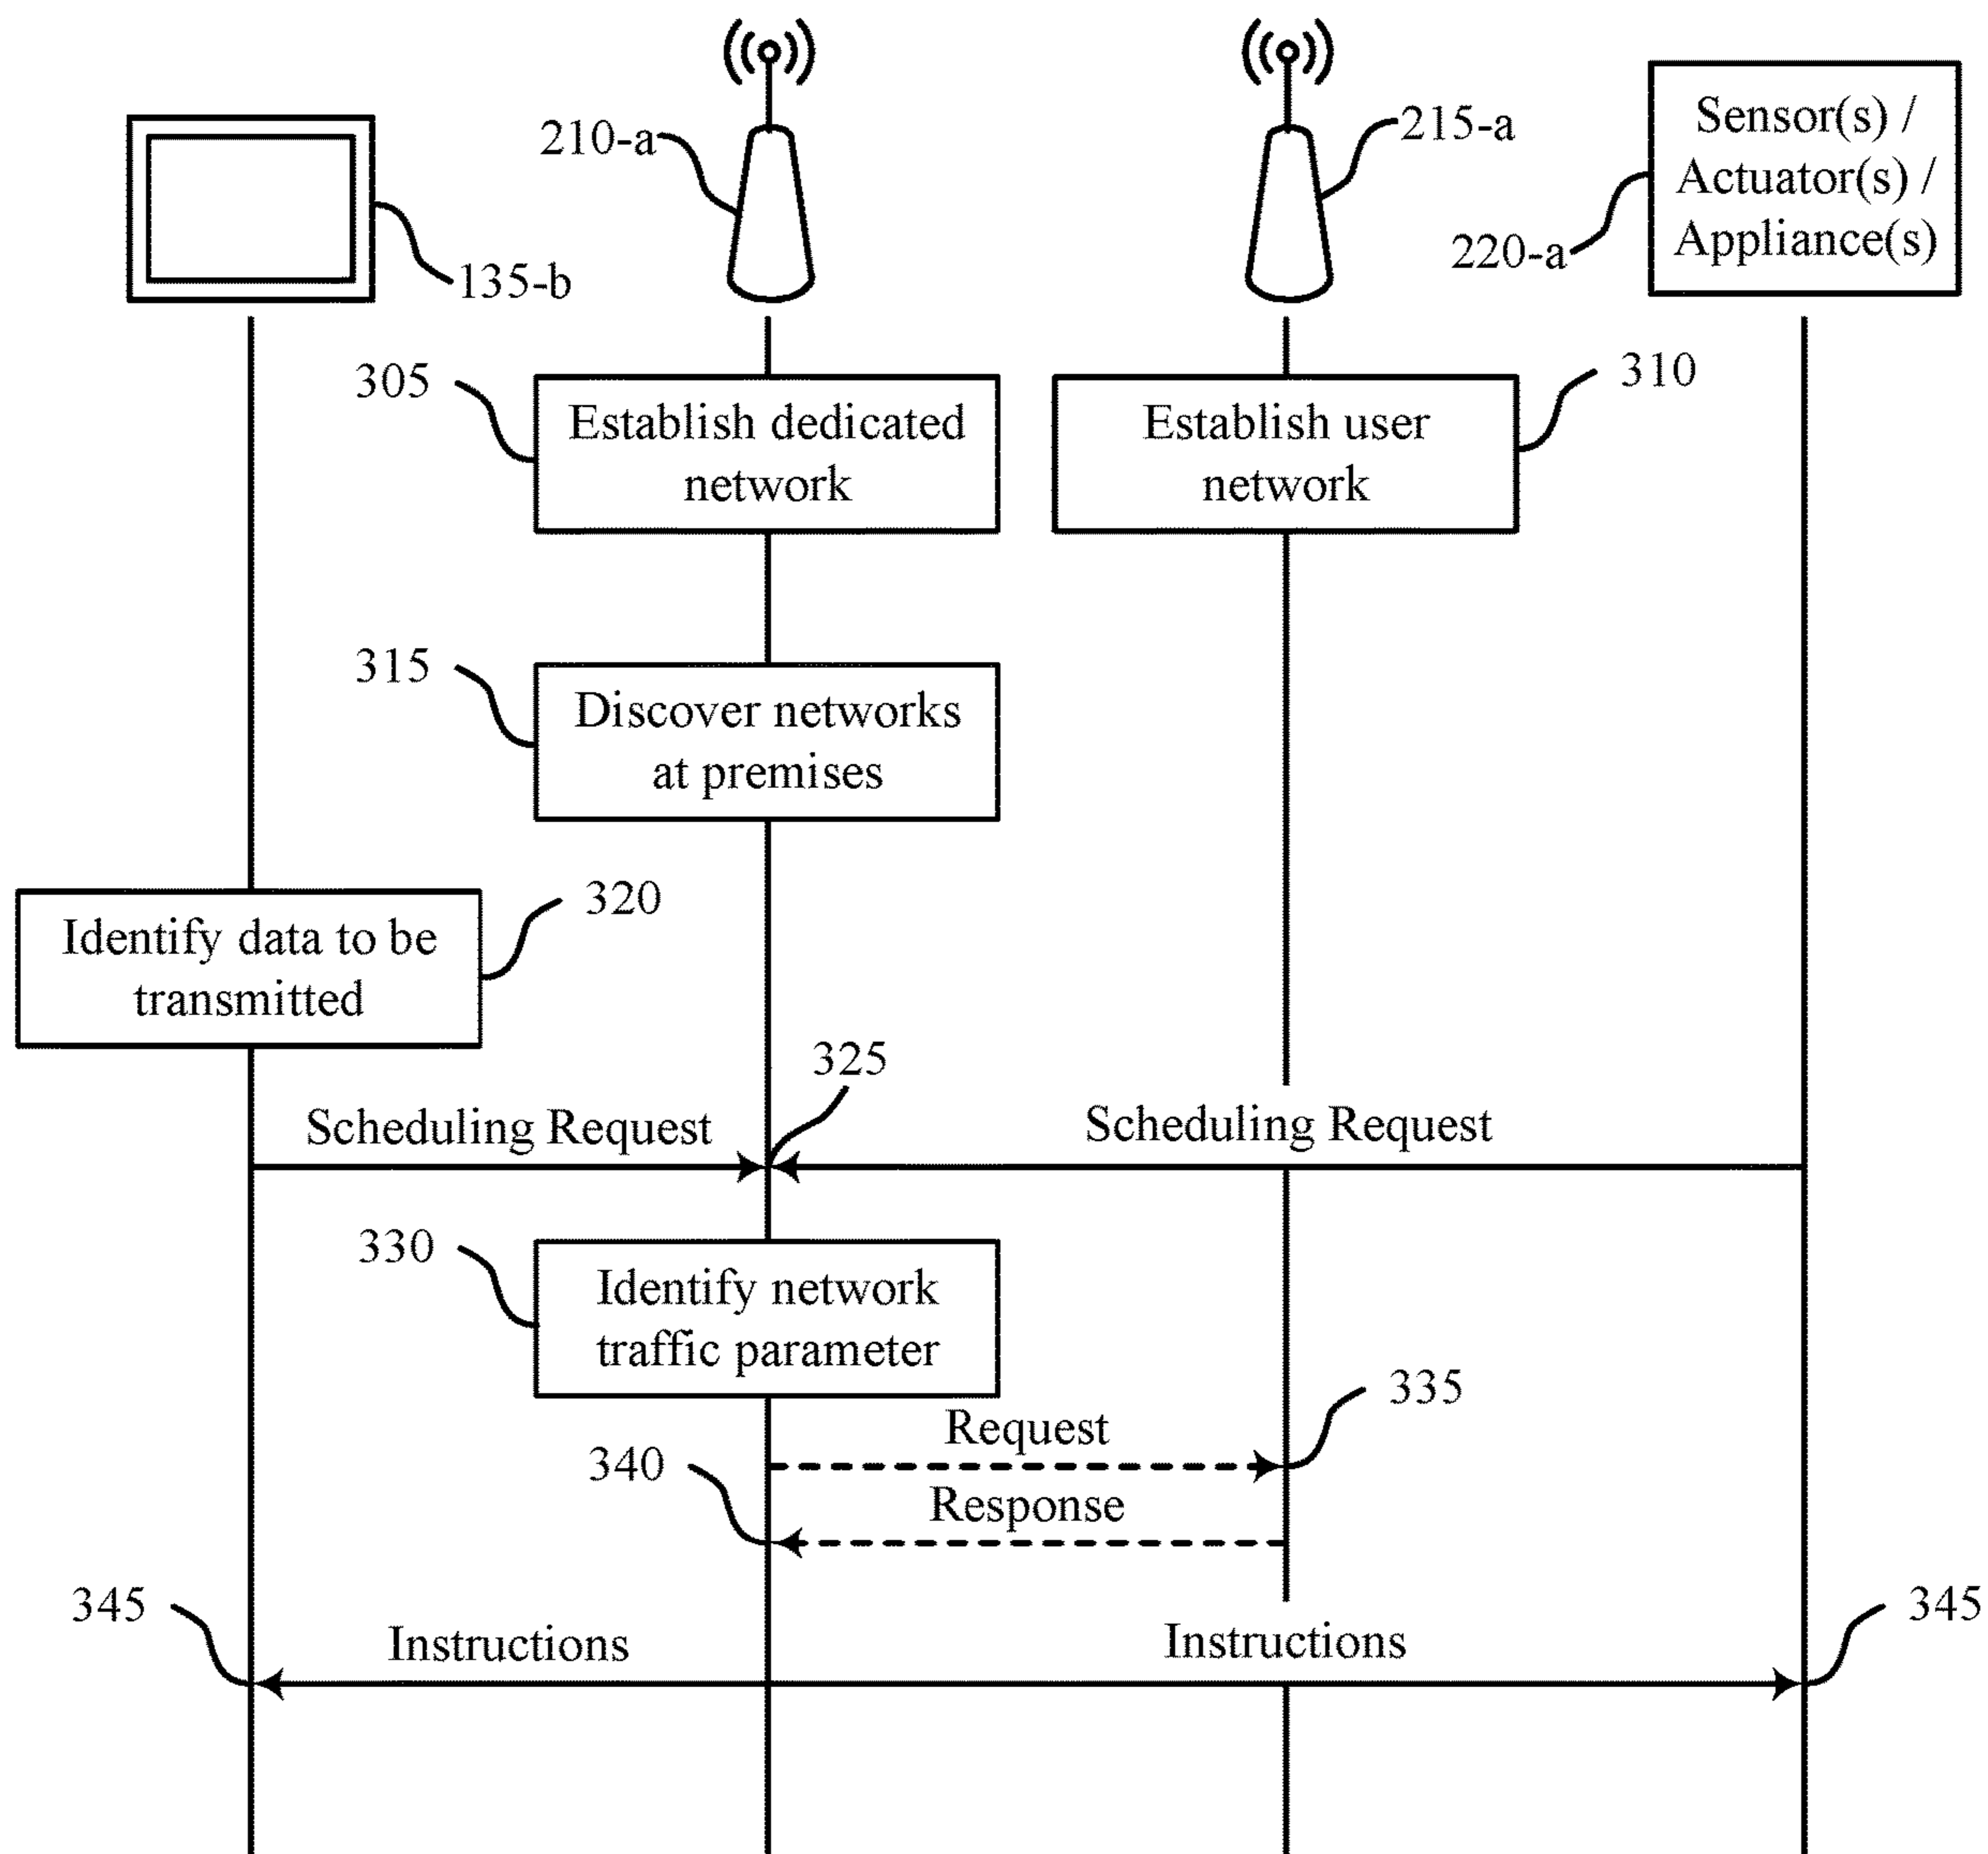 210-a
215-a
Sensor(s) /
Actuator(s) /
Appliance(s)
220-a
135-b
305
Establish dedicated
network
Establish user
network
310
315
Discover networks
at premises
320
Identify data to be
transmitted
325
Scheduling Request
Scheduling Request
330
Identify network
traffic parameter
335
Request
340
Response
345
Instructions
Instructions
345